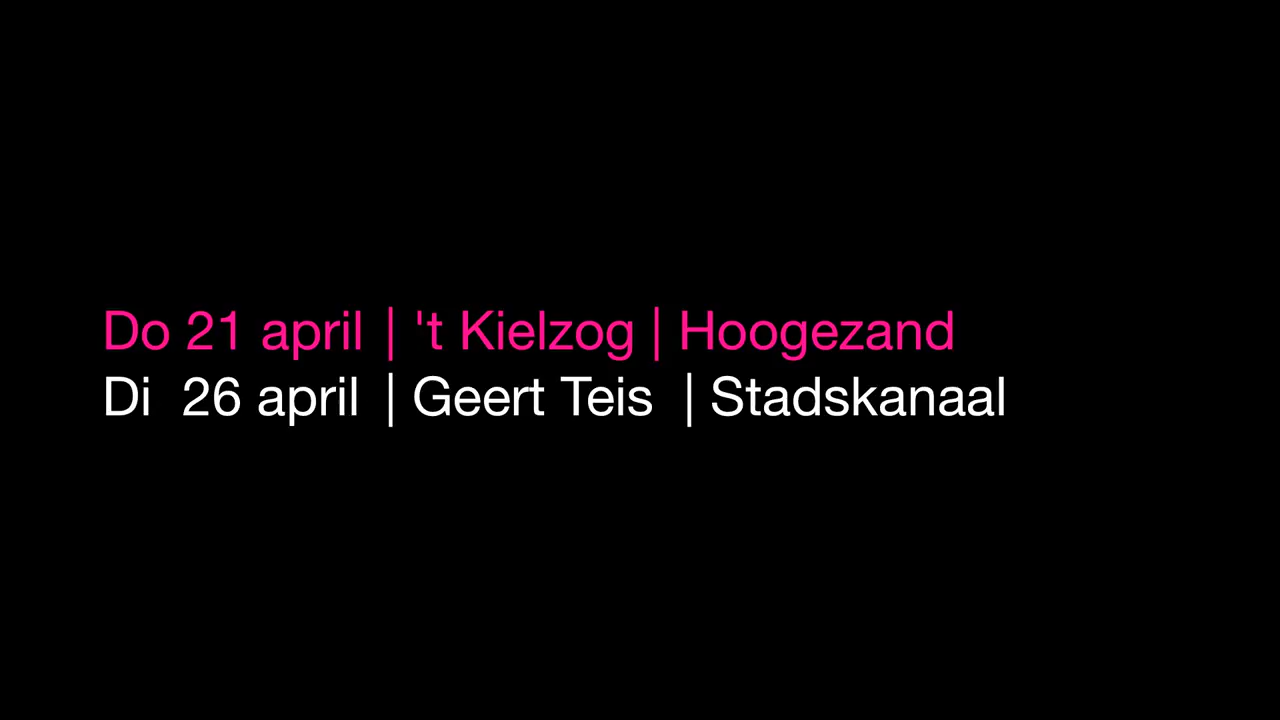 Do 21 april | 't Kielzog | Hoogezand
Di 26 april | Geert Teis | Stadskanaal